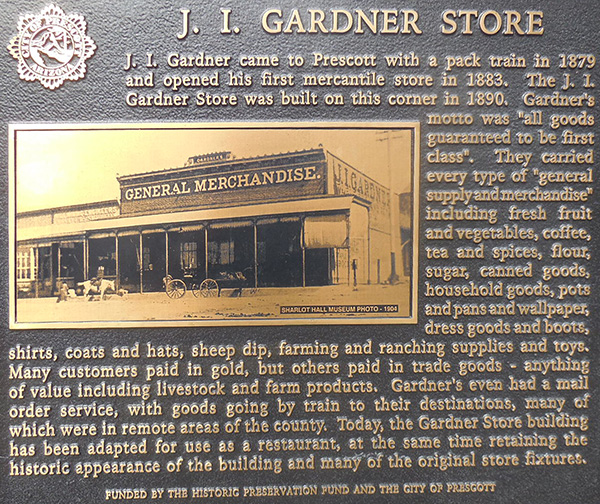 CITY OF PRESCOTT
ARIZONA
J. I. GARDNER STORE
J. I. Gardner came to Prescott with a pack train in 1879
and opened his first mercantile store in 1883. The J. I.
Gardner Store was built on this corner in 1890. Gardner's
motto was "all goods
guaranteed to be first
class". They carried
every type of "general
supply and merchandise"
including fresh fruit
and vegetables, coffee,
tea and spices, flour,
sugar, canned goods,
household goods, pots
and pans and wallpaper,
dress goods and boots,
J. I. GARDNER
GENERAL MERCHANDISE.
J.I. GARDNER
SHARLOT HALL MUSEUM PHOTO - 1904
shirts, coats and hats, sheep dip, farming and ranching supplies and toys.
Many customers paid in gold, but others paid in trade goods - anything
of value including livestock and farm products. Gardner's even had a mail
order service, with goods going by train to their destinations, many of
which were in remote areas of the county. Today, the Gardner Store building
has been adapted for use as a restaurant, at the same time retaining the
historic appearance of the building and many of the original store fixtures.
FUNDED BY THE HISTORIC PRESERVATION FUND AND THE CITY OF PRESCOTT